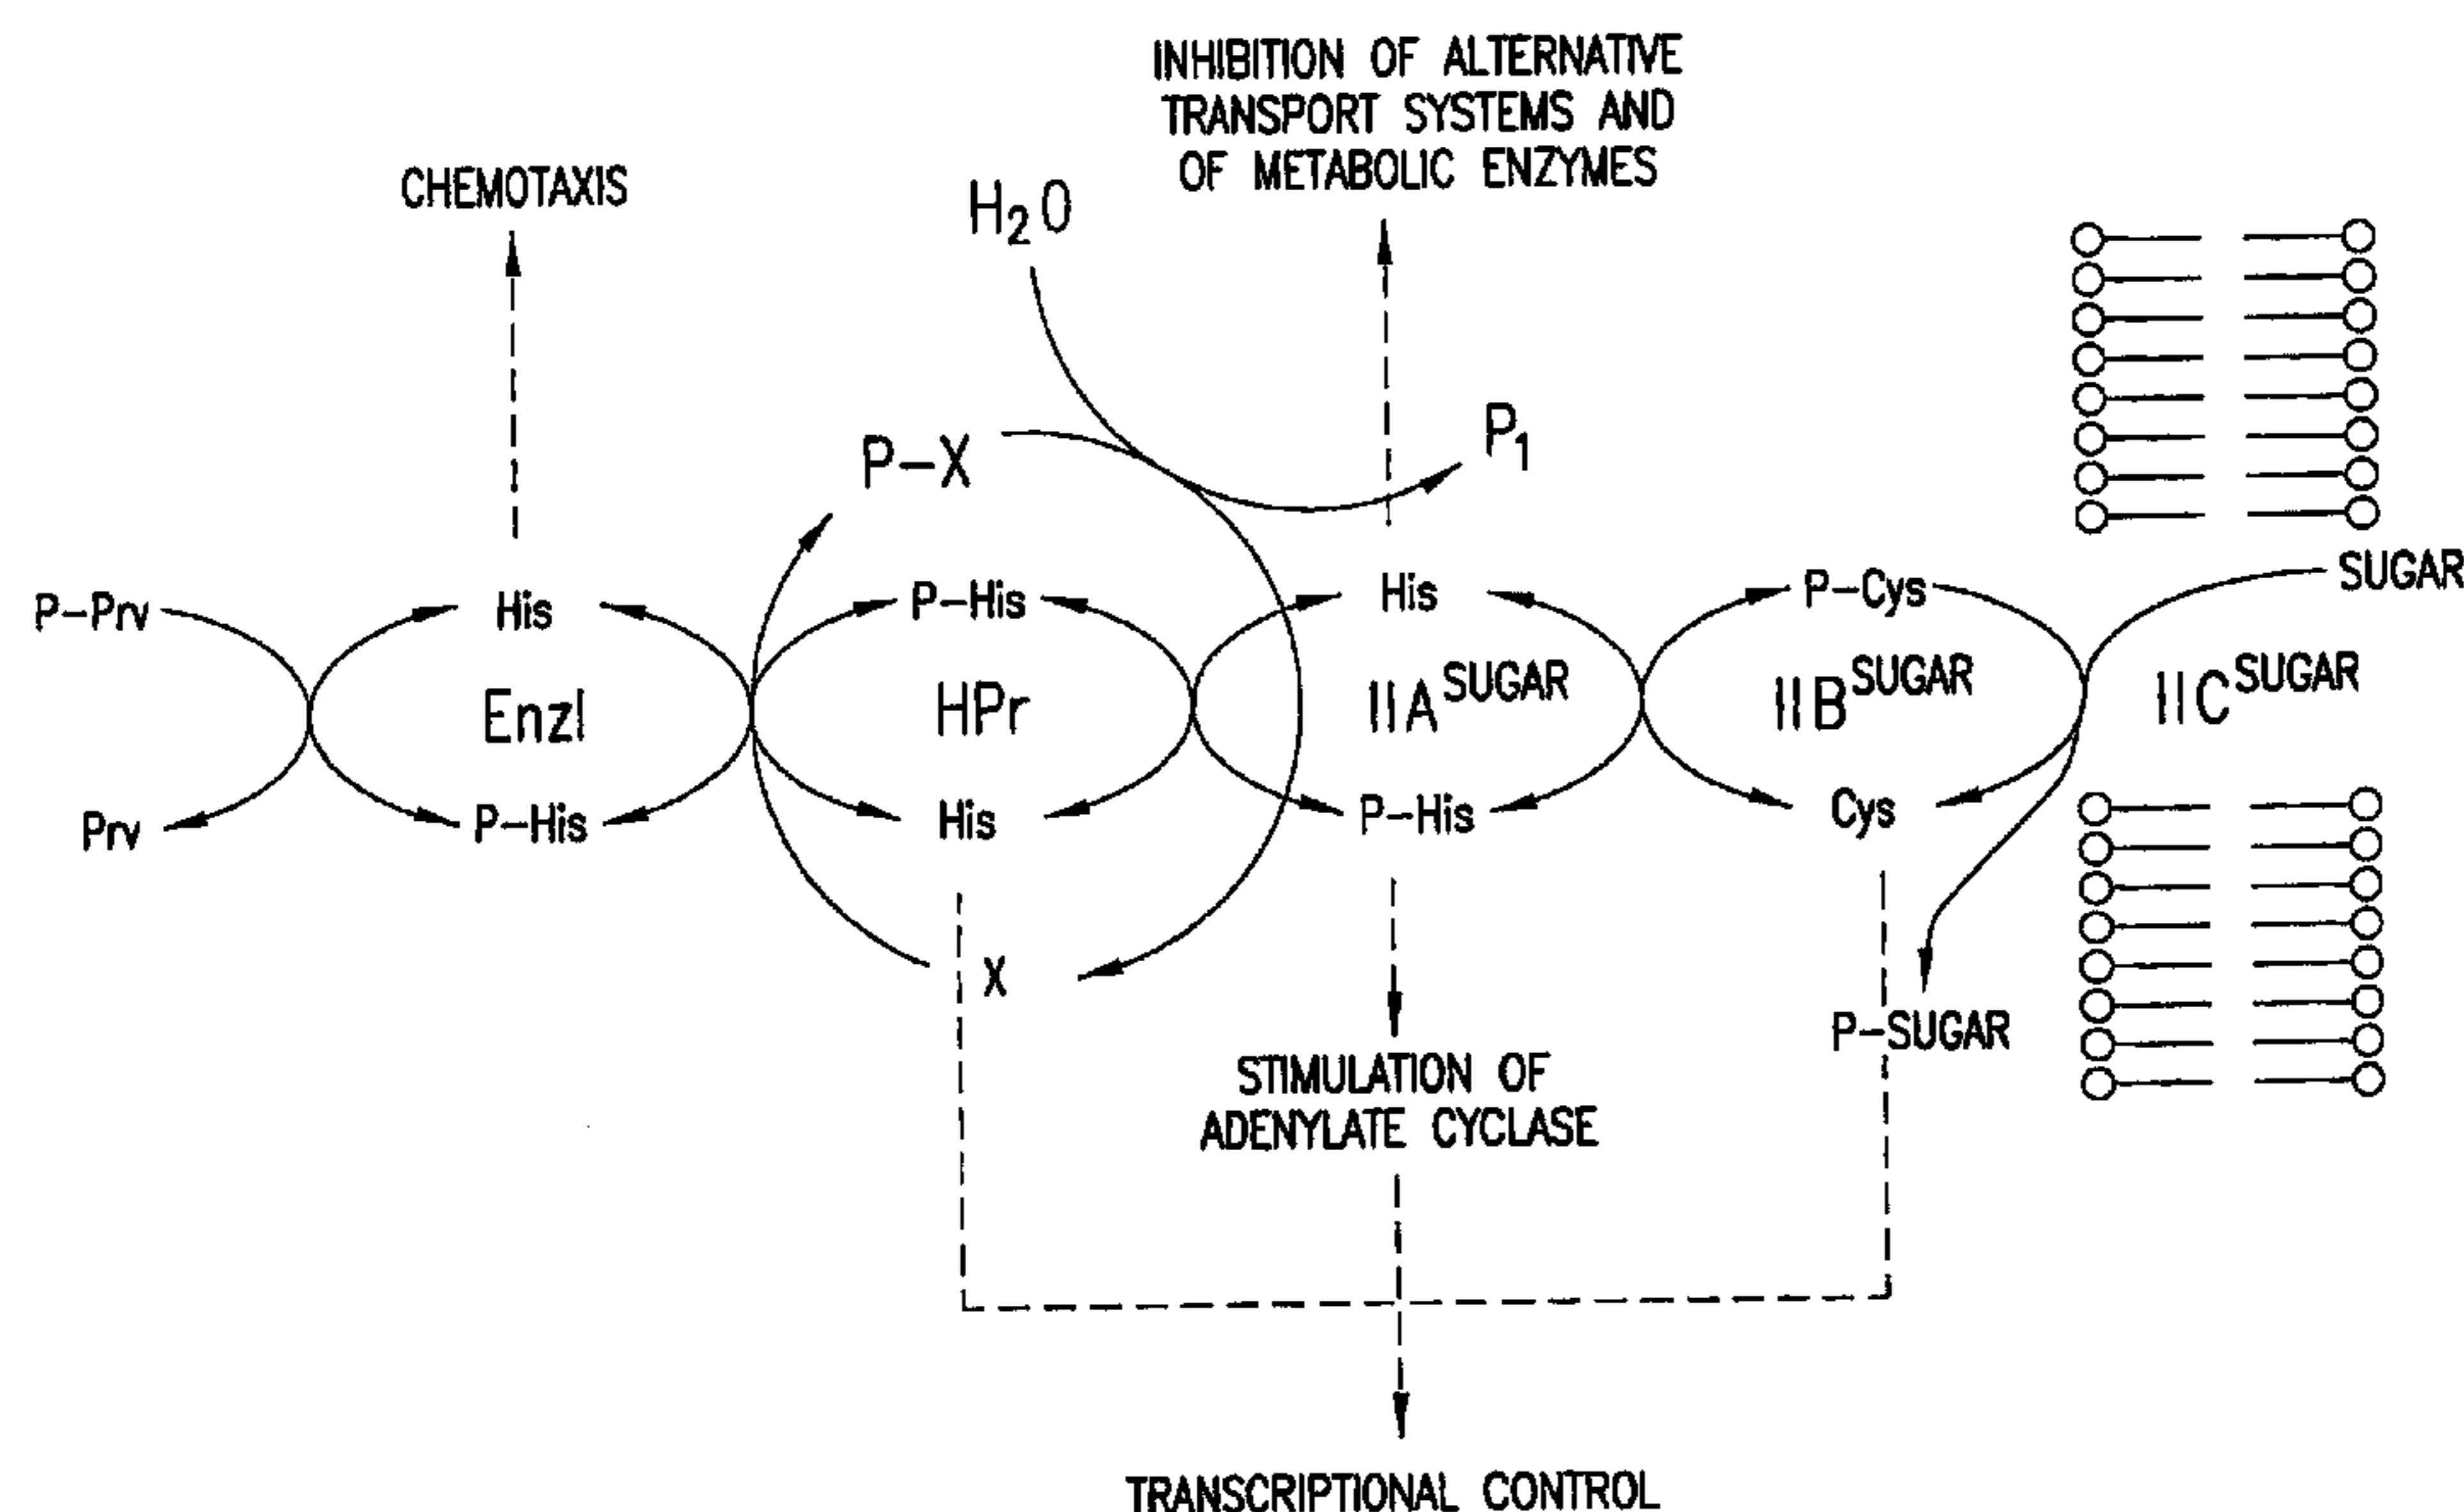 INHIBITION OF ALTERNATIVE
TRANSPORT SYSTEMS AND
OF METABOLIC ENZYMES
CHEMOTAXIS
H₂O
P₁
P–X
P–Prv
His
P–His
His
P–Cys
SUGAR
EnzI
HPr
IIA^SUGAR
IIB^SUGAR
IIC^SUGAR
Prv
P–His
His
P–His
Cys
X
P–SUGAR
STIMULATION OF
ADENYLATE CYCLASE
TRANSCRIPTIONAL CONTROL